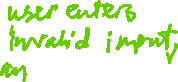 user enters
invalid input,
an